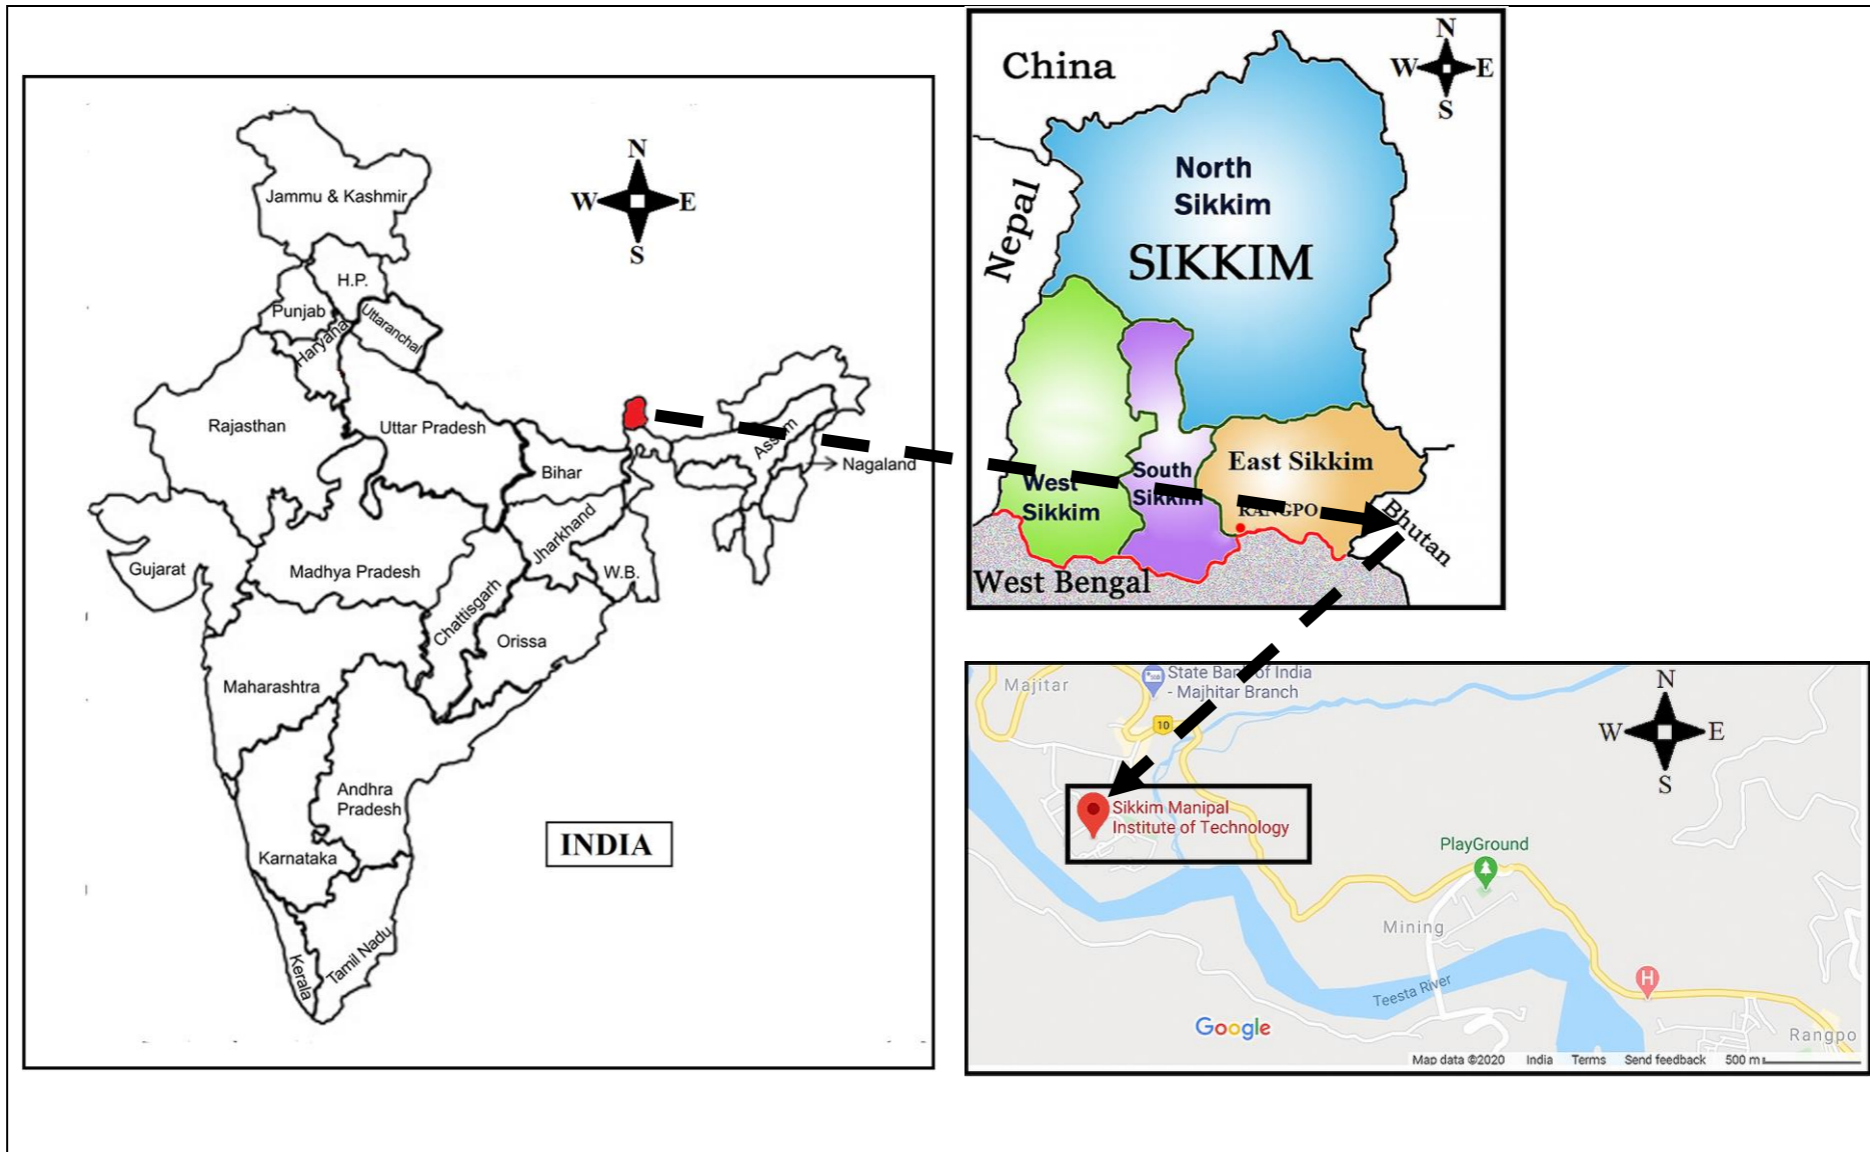 N
W E
S
Jammu & Kashmir
H.P.
Punjab
Uttaranchal
Haryana
Rajasthan
Uttar Pradesh
Assam
Nagaland
Bihar
Jharkhand
Gujarat
Madhya Pradesh
W.B.
Chattisgarh
Orissa
Maharashtra
Andhra
Pradesh
INDIA
Karnataka
Tamil Nadu
Kerala
China
N
W E
S
North
Sikkim
Nepal
SIKKIM
East Sikkim
West
Sikkim
South
Sikkim
RANGPO
Bhutan
West Bengal
Majitar
State Bank of India
- Majhitar Branch
10
N
W E
S
Sikkim Manipal
Institute of Technology
PlayGround
Mining
H
Teesta River
Google
Rangpo
Map data ©2020 India Terms Send feedback 500 m